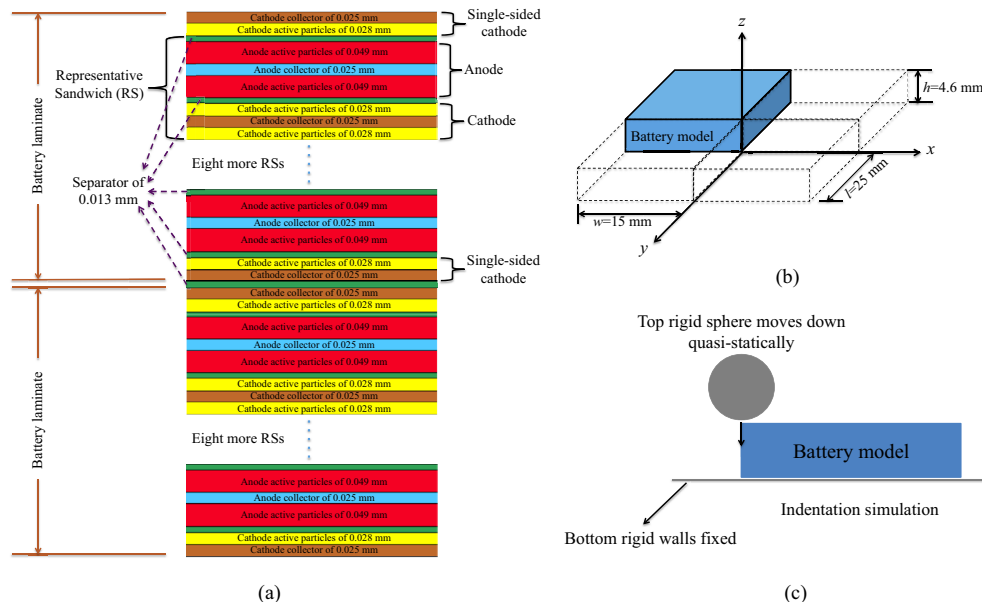 Cathode collector of 0.025 mm
Cathode active particles of 0.028 mm
Single-sided
cathode
Anode active particles of 0.049 mm
Anode collector of 0.025 mm
Anode active particles of 0.049 mm
Anode
Representative
Sandwich (RS)
Cathode active particles of 0.028 mm
Cathode collector of 0.025 mm
Cathode active particles of 0.028 mm
Cathode
Battery laminate
Eight more RSs
Separator of
0.013 mm
Anode active particles of 0.049 mm
Anode collector of 0.025 mm
Anode active particles of 0.049 mm
Cathode active particles of 0.028 mm
Cathode collector of 0.025 mm
Single-sided
cathode
Cathode collector of 0.025 mm
Cathode active particles of 0.028 mm
Anode active particles of 0.049 mm
Anode collector of 0.025 mm
Anode active particles of 0.049 mm
Cathode active particles of 0.028 mm
Cathode collector of 0.025 mm
Cathode active particles of 0.028 mm
Battery laminate
Eight more RSs
Anode active particles of 0.049 mm
Anode collector of 0.025 mm
Anode active particles of 0.049 mm
Cathode active particles of 0.028 mm
Cathode collector of 0.025 mm
(a)
z
h=4.6 mm
Battery model
x
l=25 mm
w=15 mm
y
(b)
Top rigid sphere moves down
quasi-statically
Battery model
Indentation simulation
Bottom rigid walls fixed
(c)